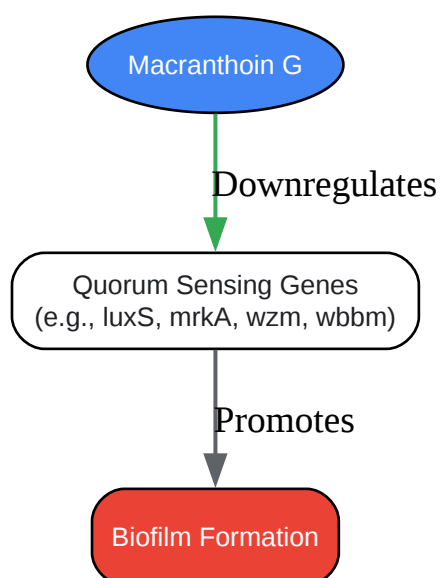 Macranthoin G
Downregulates
Quorum Sensing Genes
(e.g., luxS, mrkA, wzm, wbbm)
Promotes
Biofilm Formation